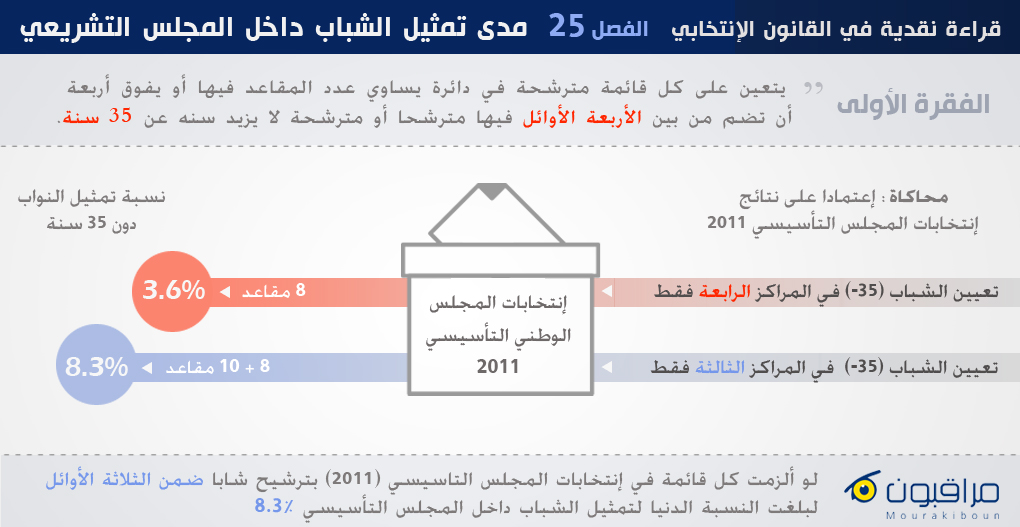 قراءة نقدية في القانون الإنتخابي الفصل 25 مدى تمثيل الشباب داخل المجلس التشريعي
الفقرة الأولى
” يتعين على كل قائمة مترشحة في دائرة يساوي عدد المقاعد فيها أو يفوق أربعة
أن تضم من بين الأربعة الأوائل فيها مترشحا أو مترشحة لا يزيد سنه عن 35 سنة.
محاكاة : إعتمادا على نتائج
إنتخابات المجلس التأسيسي 2011
نسبة تمثيل النواب
دون 35 سنة
تعيين الشباب (35-) في المراكز الرابعة فقط
8 مقاعد
3.6%
إنتخابات المجلس
الوطني التأسيسي
2011
تعيين الشباب (35-) في المراكز الثالثة فقط
8 + 10 مقاعد
8.3%
لو ألزمت كل قائمة في إنتخابات المجلس التاسيسي (2011) بترشيح شابا ضمن الثلاثة الأوائل
لبلغت النسبة الدنيا لتمثيل الشباب داخل المجلس التأسيسي 8.3٪
مراقبون
Mourakiboun